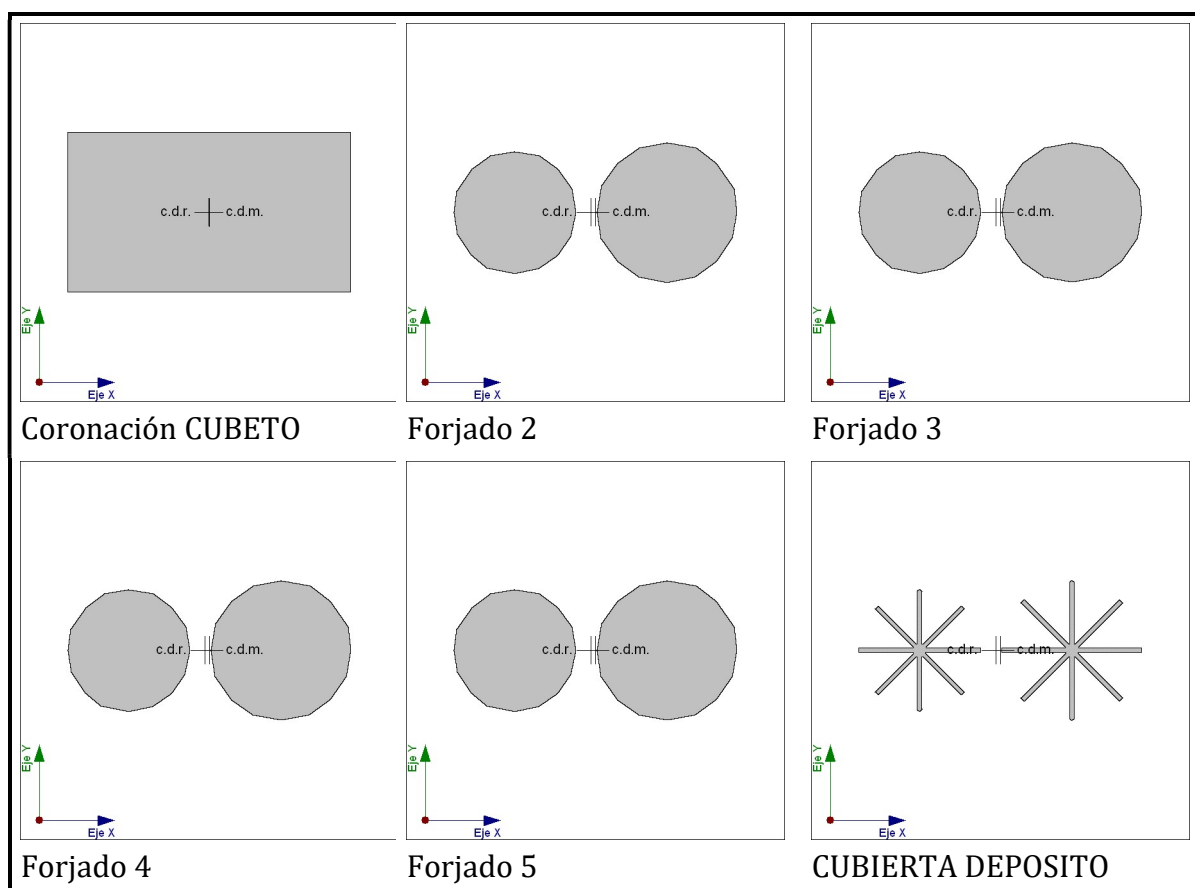 c.d.r. c.d.m.
Eje Y
Eje X
Coronación CUBETO
c.d.r. c.d.m.
Eje Y
Eje X
Forjado 2
c.d.r. c.d.m.
Eje Y
Eje X
Forjado 3
c.d.r. c.d.m.
Eje Y
Eje X
Forjado 4
c.d.r. c.d.m.
Eje Y
Eje X
Forjado 5
c.d.r. c.d.m.
Eje Y
Eje X
CUBIERTA DEPOSITO